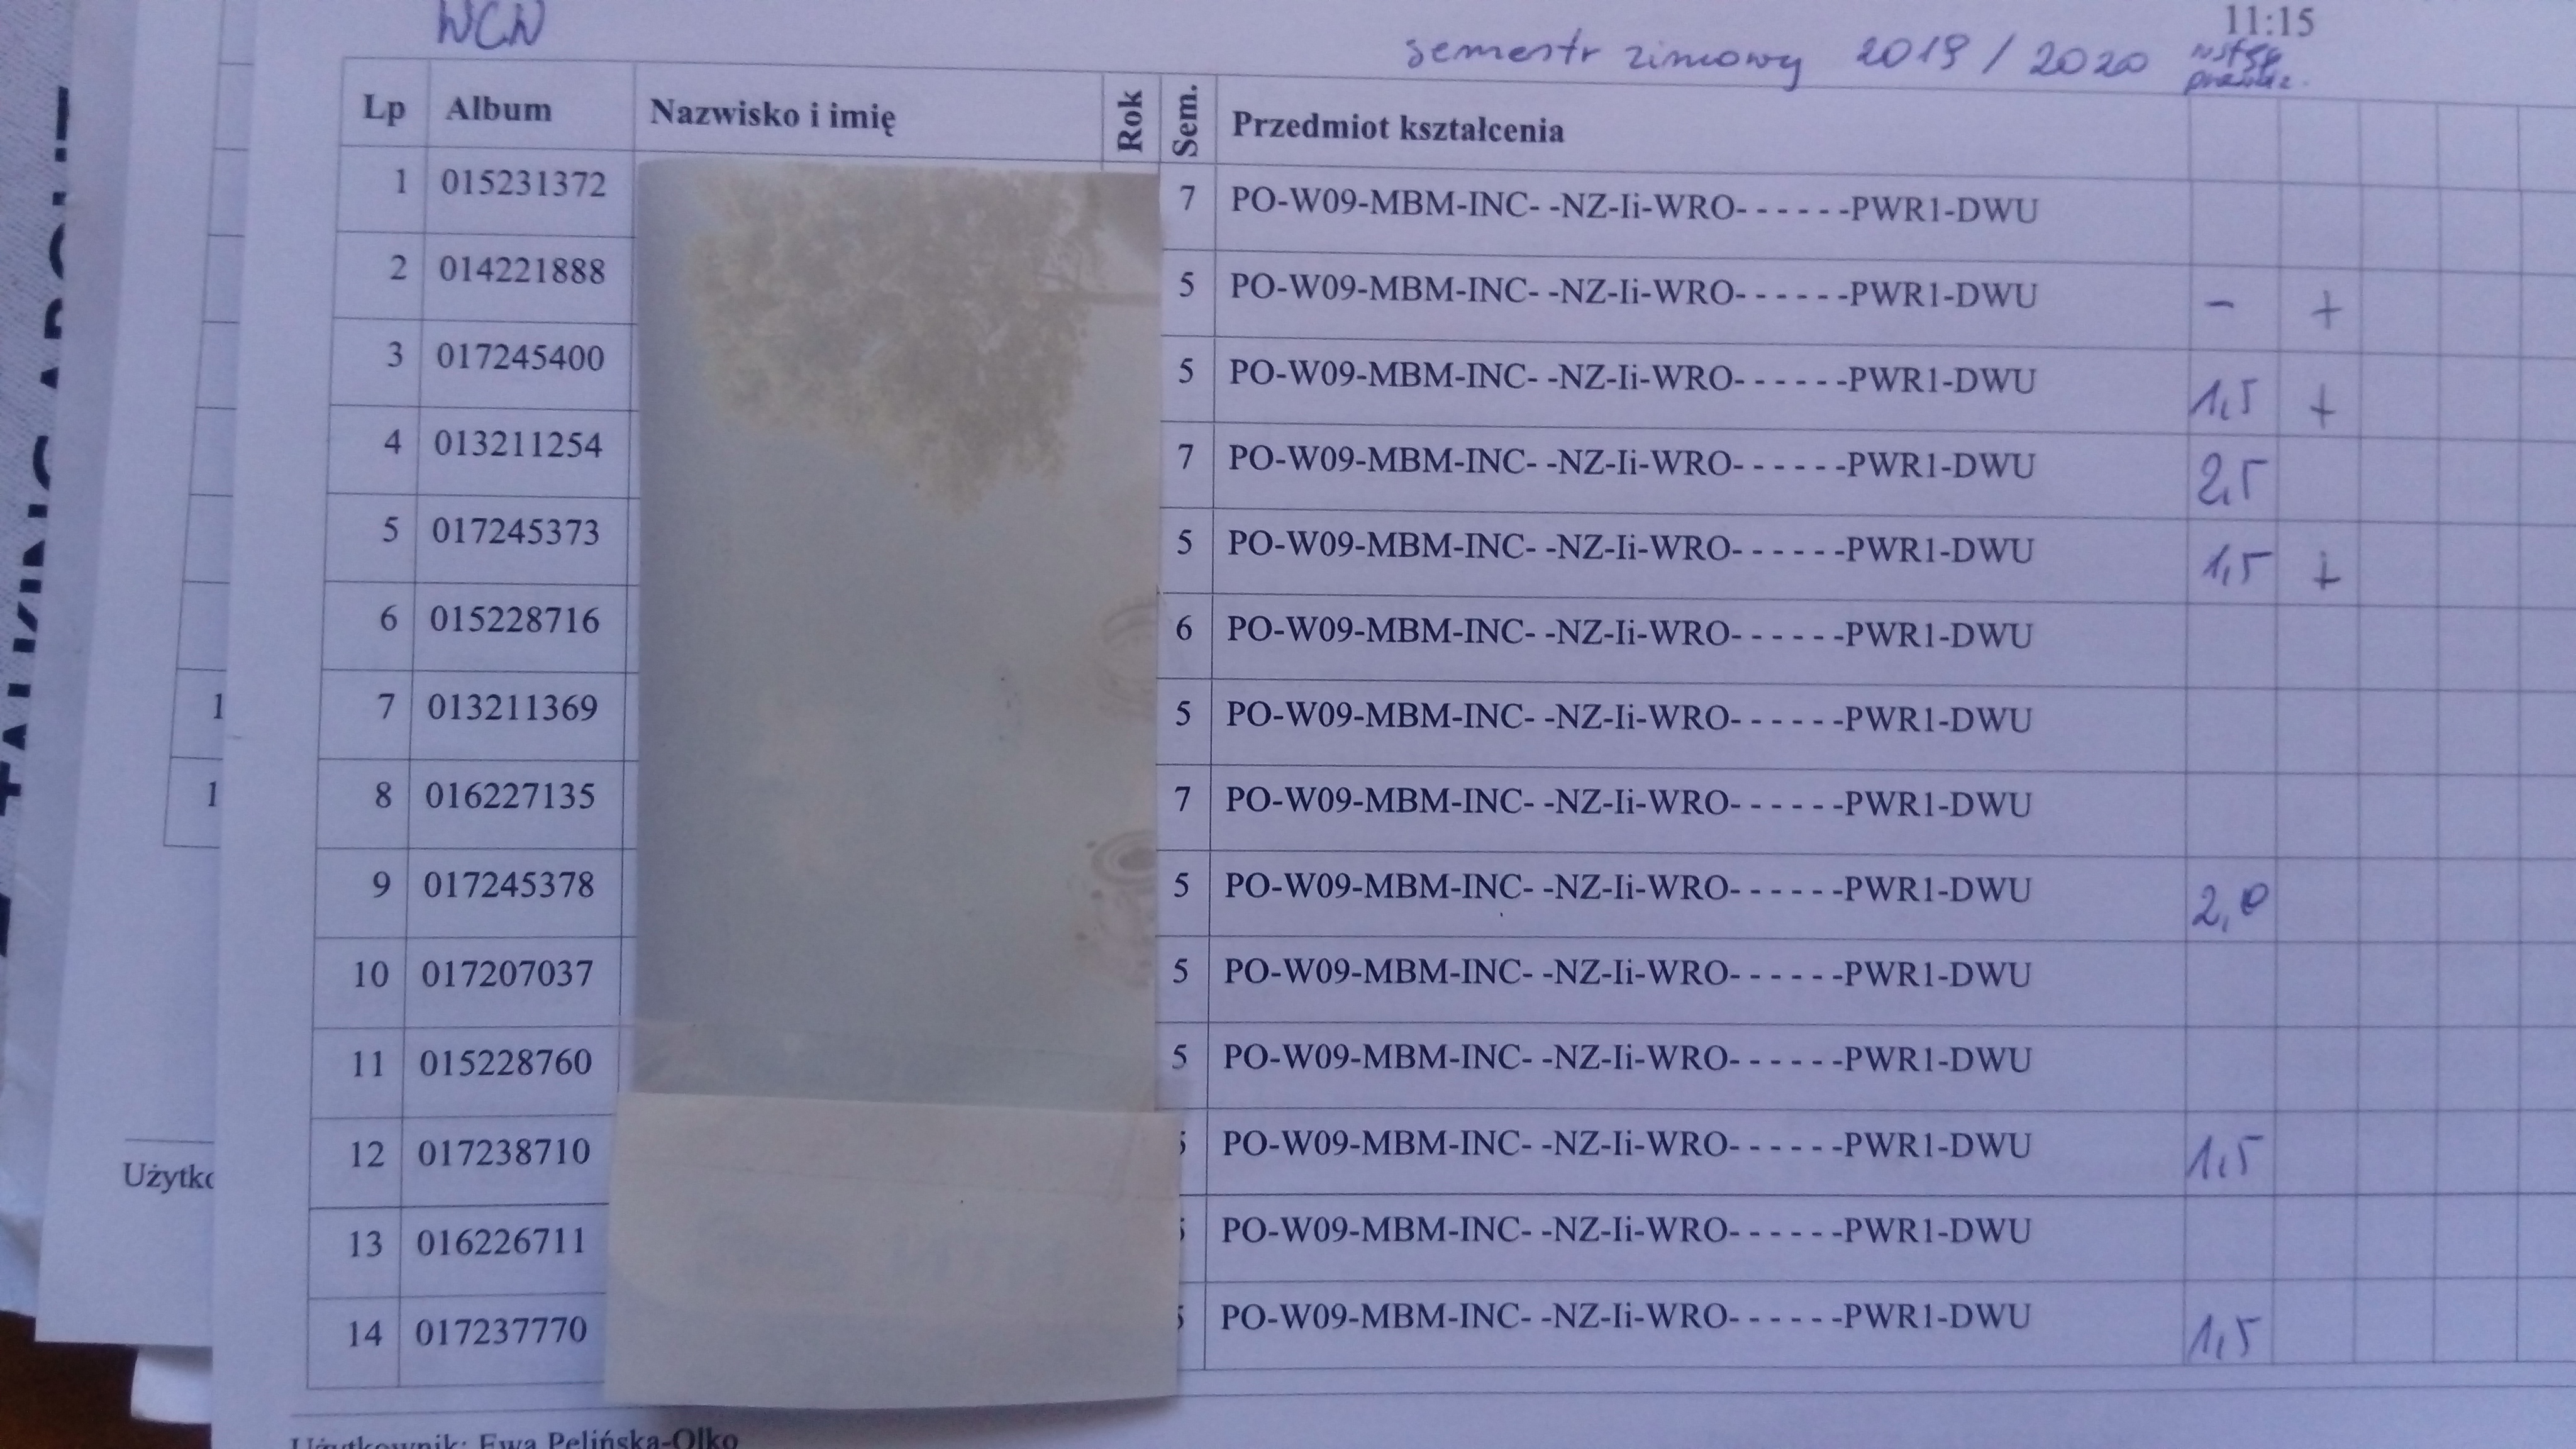 11:15
WCW
semestr zimowy 2019 / 2020 wstęp
Lp Album Nazwisko i imię Rok Sem. Przedmiot kształcenia
1 015231372 7 PO-W09-MBM-INC- -NZ-Ii-WRO- - - - - -PWR1-DWU
2 014221888 5 PO-W09-MBM-INC- -NZ-Ii-WRO- - - - - -PWR1-DWU - +
3 017245400 5 PO-W09-MBM-INC- -NZ-Ii-WRO- - - - - -PWR1-DWU 1,5 +
4 013211254 7 PO-W09-MBM-INC- -NZ-Ii-WRO- - - - - -PWR1-DWU 2,5
5 017245373 5 PO-W09-MBM-INC- -NZ-Ii-WRO- - - - - -PWR1-DWU 1,5 +
6 015228716 6 PO-W09-MBM-INC- -NZ-Ii-WRO- - - - - -PWR1-DWU
7 013211369 5 PO-W09-MBM-INC- -NZ-Ii-WRO- - - - - -PWR1-DWU
8 016227135 7 PO-W09-MBM-INC- -NZ-Ii-WRO- - - - - -PWR1-DWU
9 017245378 5 PO-W09-MBM-INC- -NZ-Ii-WRO- - - - - -PWR1-DWU 2,0
10 017207037 5 PO-W09-MBM-INC- -NZ-Ii-WRO- - - - - -PWR1-DWU
11 015228760 5 PO-W09-MBM-INC- -NZ-Ii-WRO- - - - - -PWR1-DWU
12 017238710 PO-W09-MBM-INC- -NZ-Ii-WRO- - - - - -PWR1-DWU 1,5
13 016226711 PO-W09-MBM-INC- -NZ-Ii-WRO- - - - - -PWR1-DWU
14 017237770 PO-W09-MBM-INC- -NZ-Ii-WRO- - - - - -PWR1-DWU 1,5
Użytkownik: Ewa Pelińska-Olko
1
1
Użytko